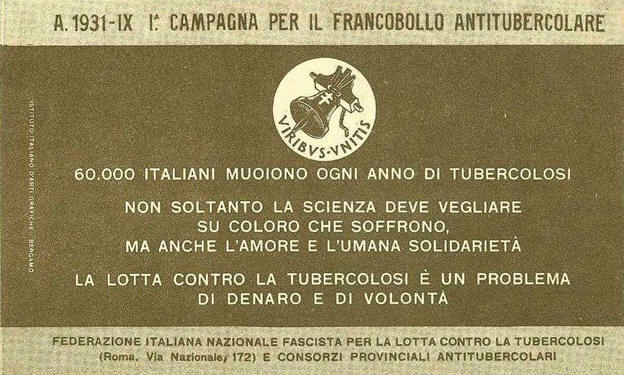 A. 1931-IX Iª. CAMPAGNA PER IL FRANCOBOLLO ANTITUBERCOLARE
VIRIBVS·VNITIS
60.000 ITALIANI MUOIONO OGNI ANNO DI TUBERCOLOSI
NON SOLTANTO LA SCIENZA DEVE VEGLIARE
SU COLORO CHE SOFFRONO,
MA ANCHE L'AMORE E L'UMANA SOLIDARIETÀ
LA LOTTA CONTRO LA TUBERCOLOSI È UN PROBLEMA
DI DENARO E DI VOLONTÀ
ISTITUTO ITALIANO D'ARTI GRAFICHE - BERGAMO
FEDERAZIONE ITALIANA NAZIONALE FASCISTA PER LA LOTTA CONTRO LA TUBERCOLOSI
(Roma. Via Nazionale, 172) E CONSORZI PROVINCIALI ANTITUBERCOLARI